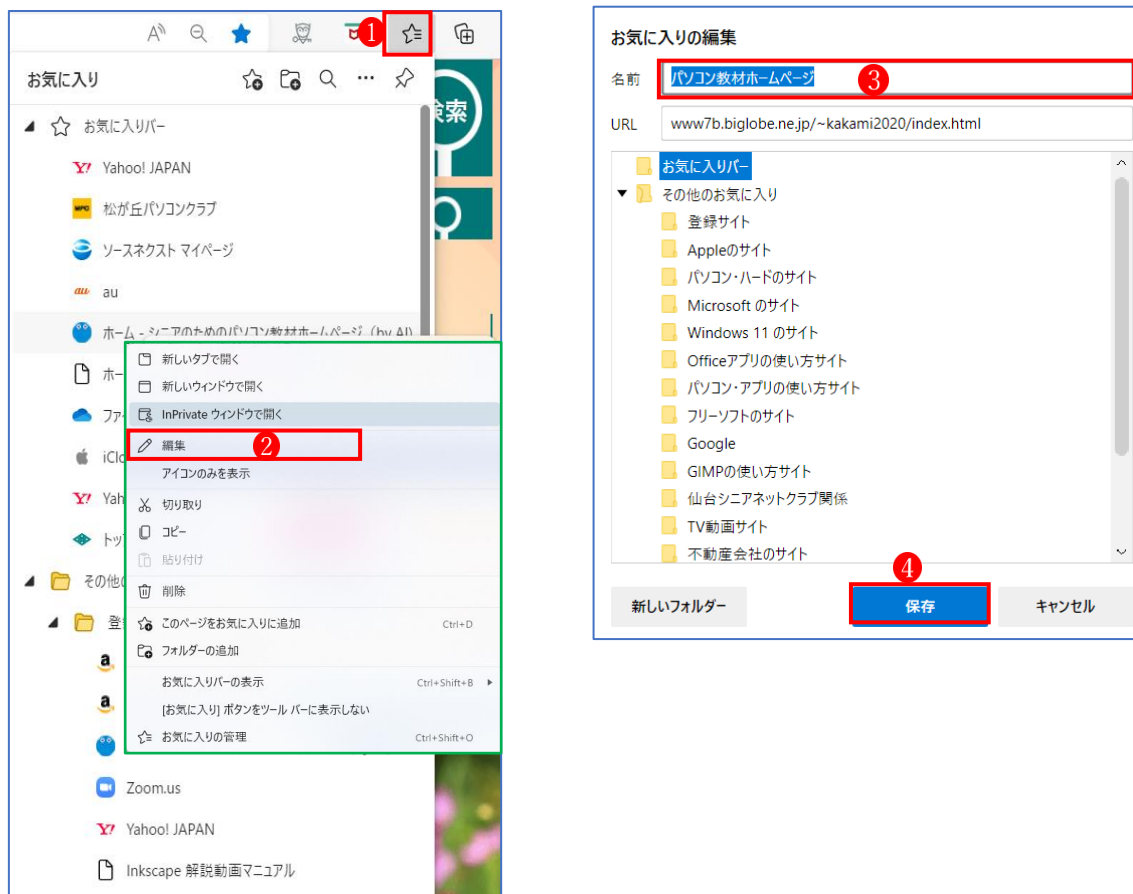 A
1
検索
お気に入り
お気に入りバー
Yahoo! JAPAN
松が丘パソコンクラブ
ソースネクスト マイページ
au au
ホーム - シニアのためのパソコン教材ホームページ（by AI)
新しいタブで開く
新しいウィンドウで開く
InPrivate ウィンドウで開く
編集 2
アイコンのみを表示
切り取り
コピー
貼り付け
削除
このページをお気に入りに追加 Ctrl+D
フォルダーの追加
お気に入りバーの表示 Ctrl+Shift+B
[お気に入り] ボタンをツール バーに表示しない
お気に入りの管理 Ctrl+Shift+O
ホー
ファ
iClo
Yah
トッ
その他
登
Zoom.us
Yahoo! JAPAN
Inkscape 解説動画マニュアル
お気に入りの編集
名前 パソコン教材ホームページ 3
URL www7b.biglobe.ne.jp/~kakami2020/index.html
お気に入りバー
その他のお気に入り
登録サイト
Appleのサイト
パソコン・ハードのサイト
Microsoft のサイト
Windows 11 のサイト
Officeアプリの使い方サイト
パソコン・アプリの使い方サイト
フリーソフトのサイト
Google
GIMPの使い方サイト
仙台シニアネットクラブ関係
TV動画サイト
不動産会社のサイト
4
新しいフォルダー 保存 キャンセル